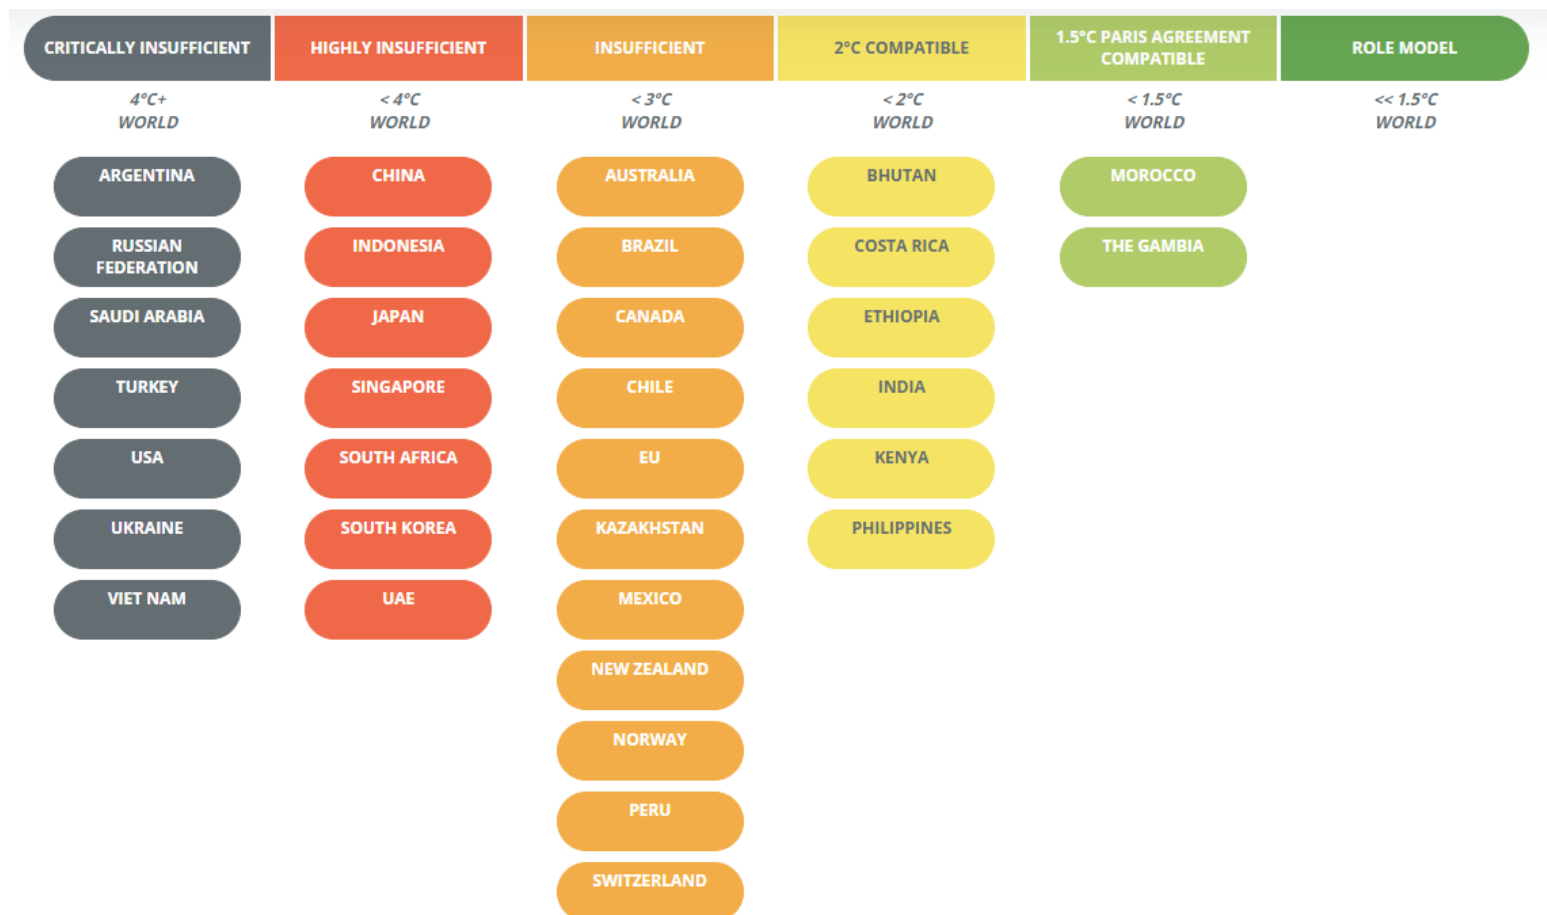 CRITICALLY INSUFFICIENT
HIGHLY INSUFFICIENT
INSUFFICIENT
2°C COMPATIBLE
1.5°C PARIS AGREEMENT
COMPATIBLE
ROLE MODEL
4°C+
WORLD
< 4°C
WORLD
< 3°C
WORLD
< 2°C
WORLD
< 1.5°C
WORLD
<< 1.5°C
WORLD
ARGENTINA
RUSSIAN
FEDERATION
SAUDI ARABIA
TURKEY
USA
UKRAINE
VIET NAM
CHINA
INDONESIA
JAPAN
SINGAPORE
SOUTH AFRICA
SOUTH KOREA
UAE
AUSTRALIA
BRAZIL
CANADA
CHILE
EU
KAZAKHSTAN
MEXICO
NEW ZEALAND
NORWAY
PERU
SWITZERLAND
BHUTAN
COSTA RICA
ETHIOPIA
INDIA
KENYA
PHILIPPINES
MOROCCO
THE GAMBIA